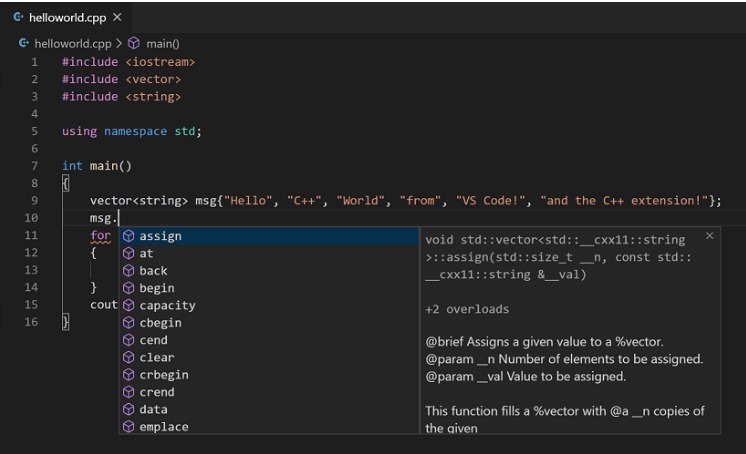 helloworld.cpp
helloworld.cpp > main()
1 #include <iostream>
2 #include <vector>
3 #include <string>
4
5 using namespace std;
6
7 int main()
8 {
9 vector<string> msg{"Hello", "C++", "World", "from", "VS Code!", "and the C++ extension!"};
10 msg.
11 for
12 {
13
14 }
15 cout
16 }
assign
at
back
begin
capacity
cbegin
cend
clear
crbegin
crend
data
emplace
void std::vector<std::__cxx11::string
>::assign(std::size_t __n, const std::
__cxx11::string &__val)
+2 overloads
@brief Assigns a given value to a %vector.
@param __n Number of elements to be assigned.
@param __val Value to be assigned.
This function fills a %vector with @a __n copies of
the given